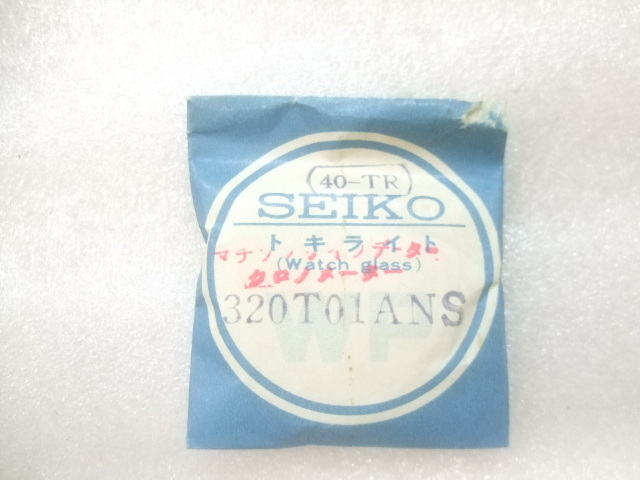 (40-TR)
SEIKO
トキライト
(Watch glass)
クロノメーター
320T01ANS
WP